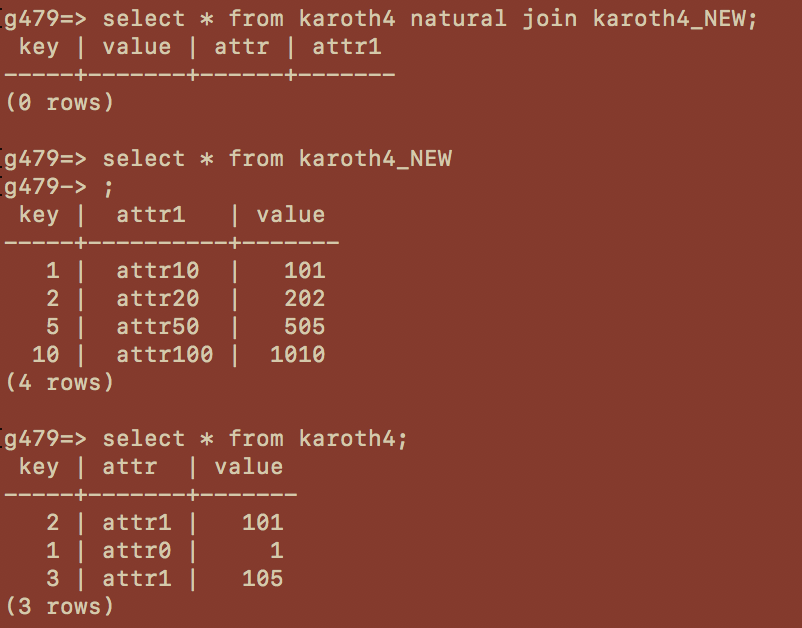 g479=> select * from karoth4 natural join karoth4_NEW;
 key | value | attr | attr1
-----+-------+------+-------
(0 rows)

g479=> select * from karoth4_NEW
g479-> ;
 key |  attr1   | value
-----+----------+-------
   1 |  attr10  |   101
   2 |  attr20  |   202
   5 |  attr50  |   505
  10 |  attr100 |  1010
(4 rows)

g479=> select * from karoth4;
 key | attr  | value
-----+-------+-------
   2 | attr1 |   101
   1 | attr0 |     1
   3 | attr1 |   105
(3 rows)